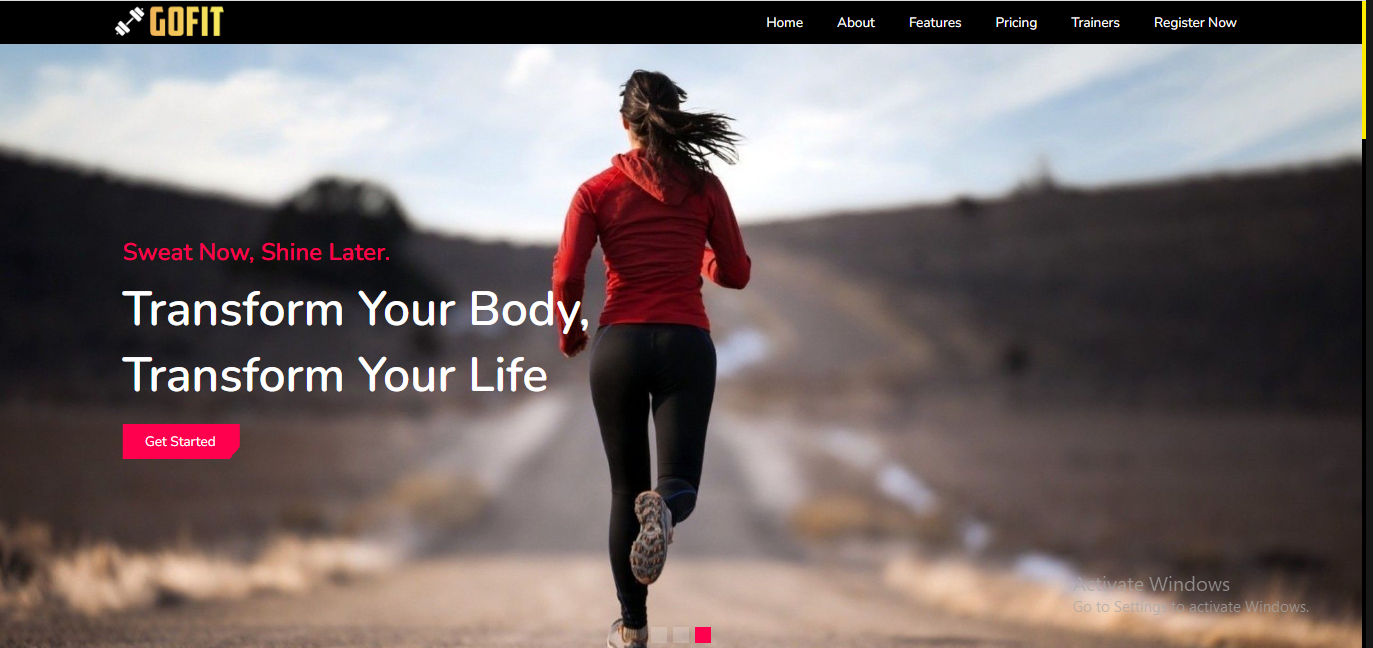 GOFIT
Home About Features Pricing Trainers Register Now
Sweat Now, Shine Later.
Transform Your Body,
Transform Your Life
Get Started
Activate Windows
Go to Settings to activate Windows.